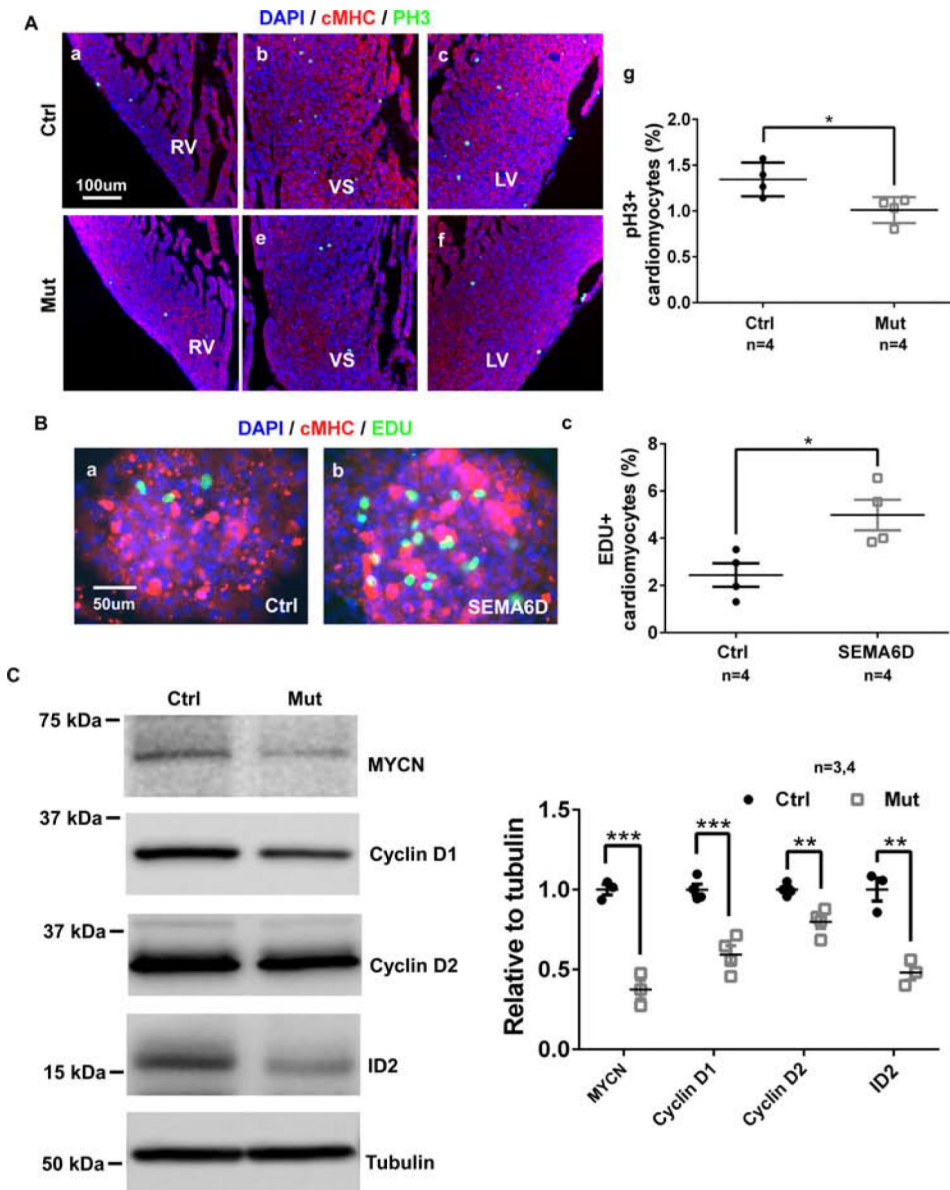 A
DAPI / cMHC / PH3
Ctrl
a
RV
100um
b
VS
c
LV
Mut
RV
e
VS
f
LV
g
pH3+
cardiomyocytes (%)
2.0
1.5
1.0
0.5
0.0
*
Ctrl
n=4
Mut
n=4
B
DAPI / cMHC / EDU
a
50um
Ctrl
b
SEMA6D
c
EDU+
cardiomyocytes (%)
8
6
4
2
0
*
Ctrl
n=4
SEMA6D
n=4
C
Ctrl Mut
75 kDa
MYCN
37 kDa
Cyclin D1
37 kDa
Cyclin D2
ID2
15 kDa
50 kDa
Tubulin
n=3,4
Ctrl Mut
Relative to tubulin
1.5
1.0
0.5
0.0
*** *** ** **
MYCN
Cyclin D1
Cyclin D2
ID2